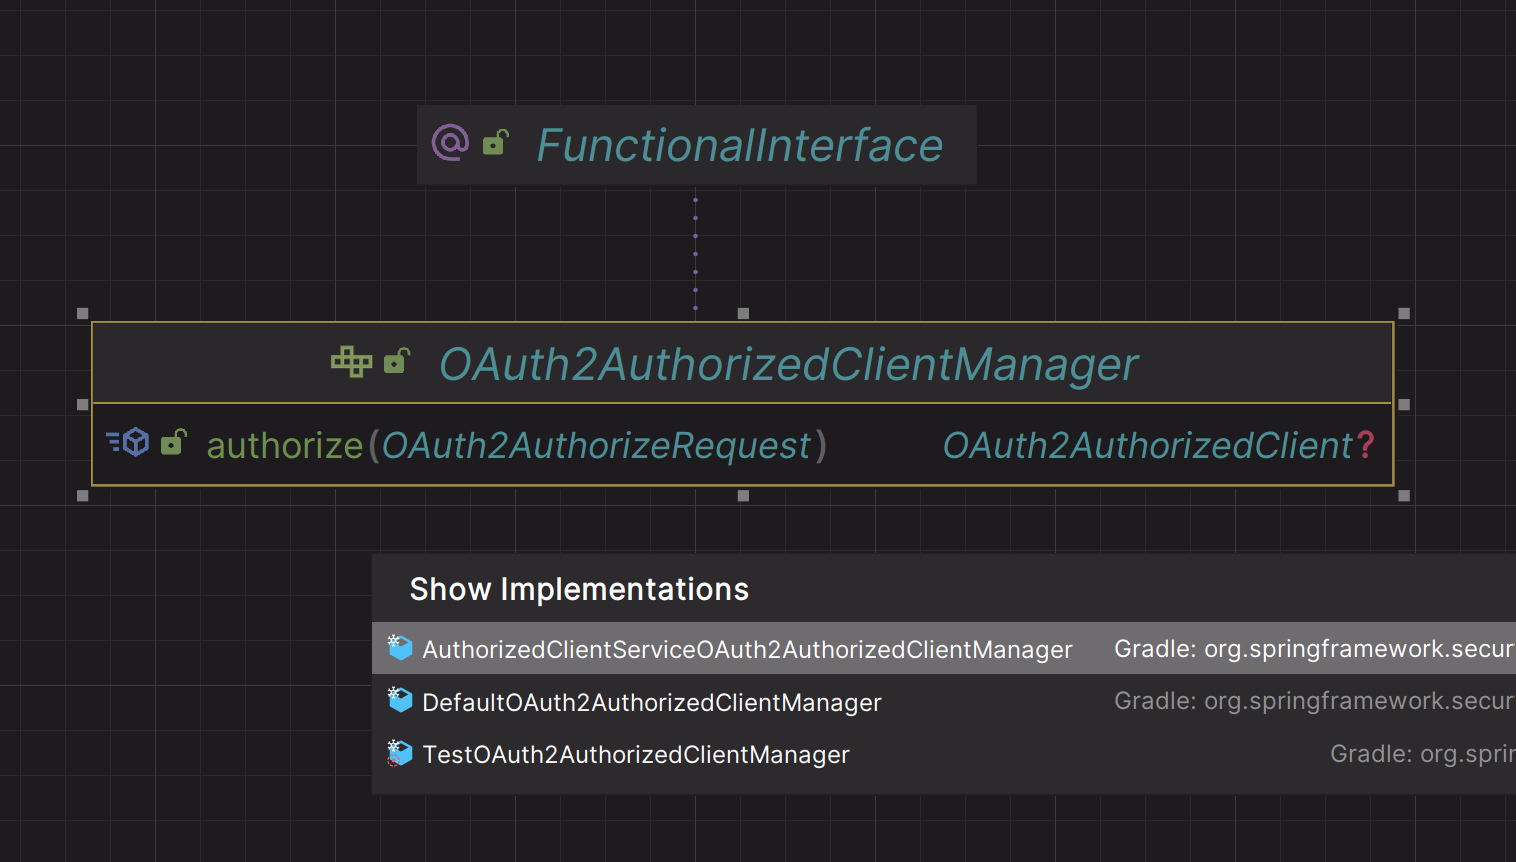 FunctionalInterface
OAuth2AuthorizedClientManager
authorize(OAuth2AuthorizeRequest) OAuth2AuthorizedClient?
Show Implementations
AuthorizedClientServiceOAuth2AuthorizedClientManager Gradle: org.springframework.secur
DefaultOAuth2AuthorizedClientManager Gradle: org.springframework.secur
TestOAuth2AuthorizedClientManager Gradle: org.sprin